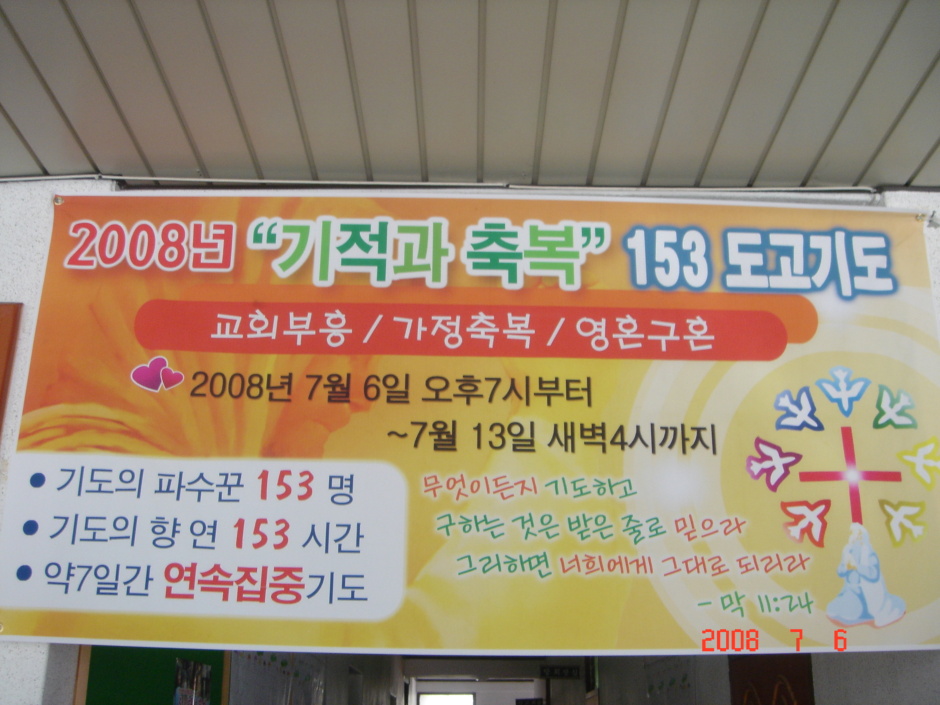 2008년 “기적과 축복” 153 도고기도
교회부흥 / 가정축복 / 영혼구혼
2008년 7월 6일 오후7시부터
~7월 13일 새벽4시까지
• 기도의 파수꾼 153 명
• 기도의 향연 153 시간
• 약7일간 연속집중기도
무엇이든지 기도하고
구하는 것은 받은 줄로 믿으라
그리하면 너희에게 그대로 되리라
- 막 11:24
2008 7 6